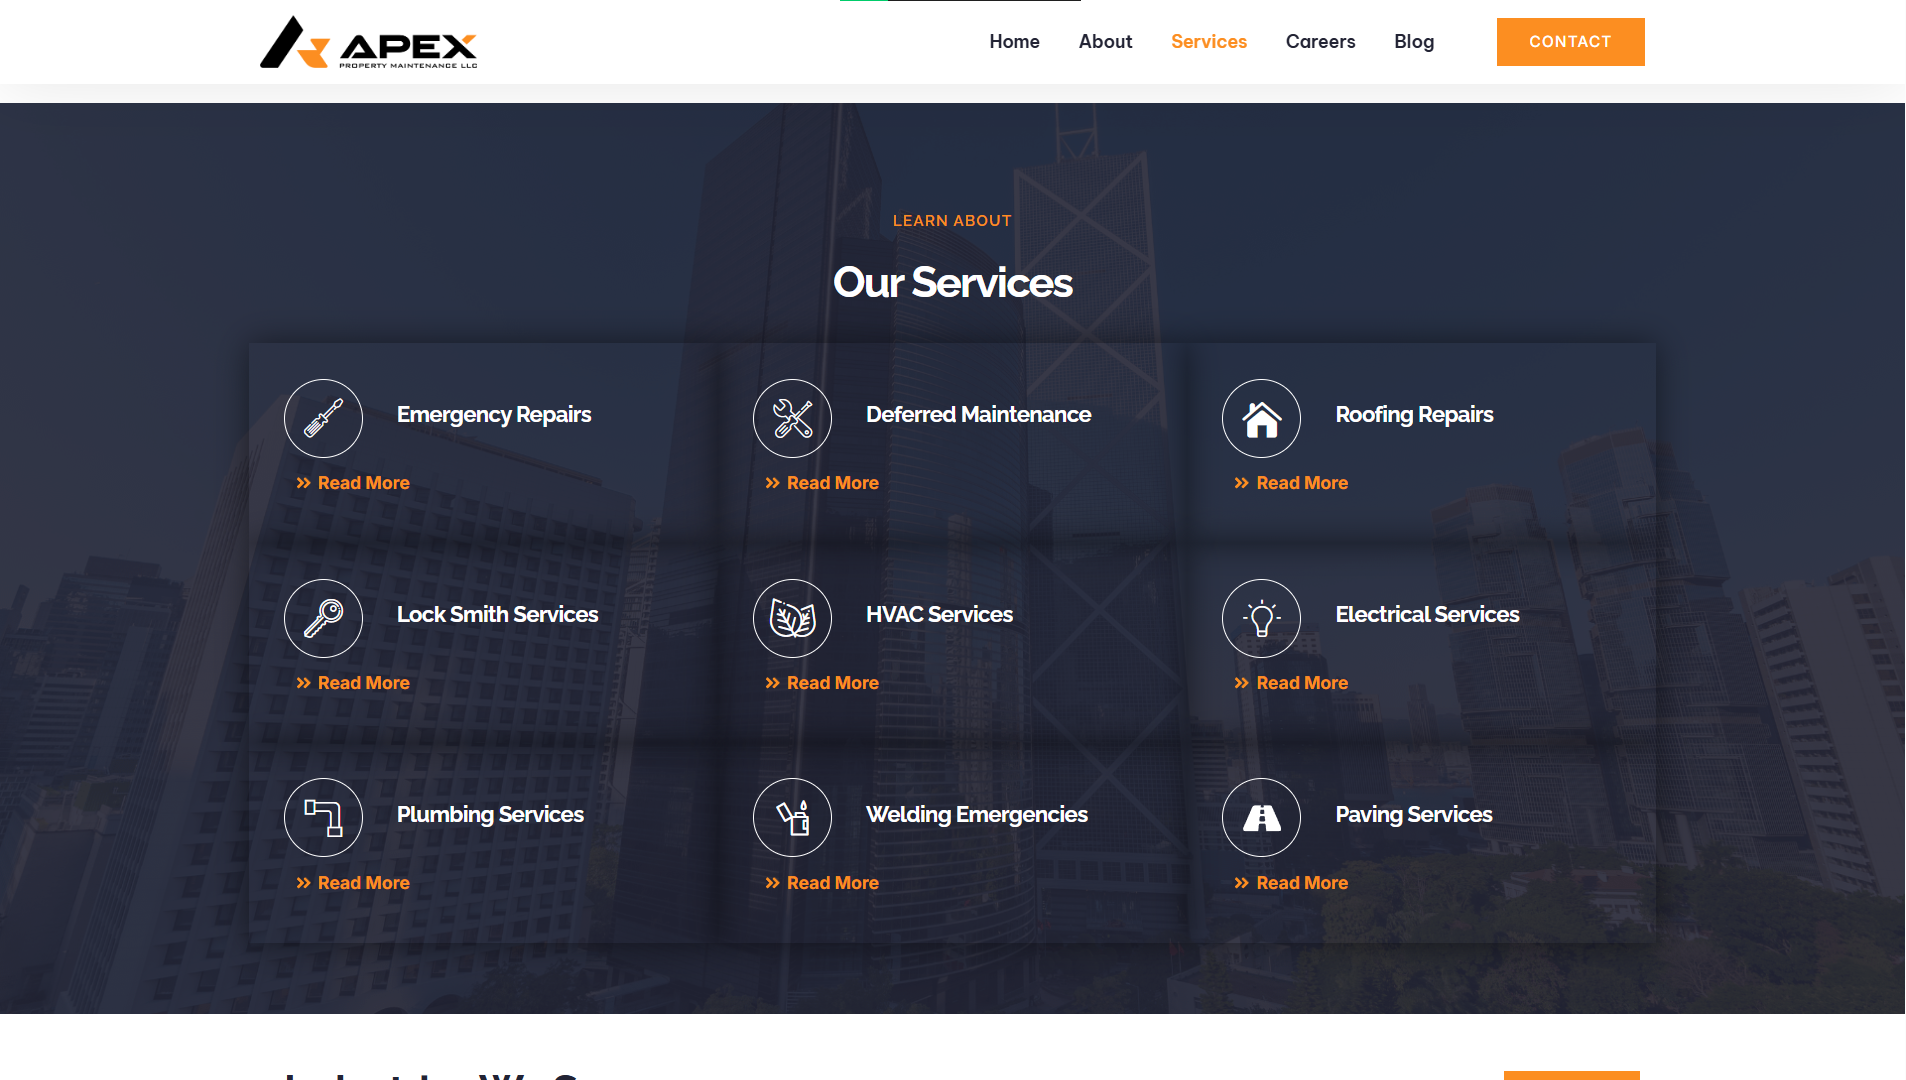 APEX
PROPERTY MAINTENANCE LLC
Home About Services Careers Blog CONTACT
LEARN ABOUT
Our Services
Emergency Repairs
Read More
Deferred Maintenance
Read More
Roofing Repairs
Read More
Lock Smith Services
Read More
HVAC Services
Read More
Electrical Services
Read More
Plumbing Services
Read More
Welding Emergencies
Read More
Paving Services
Read More